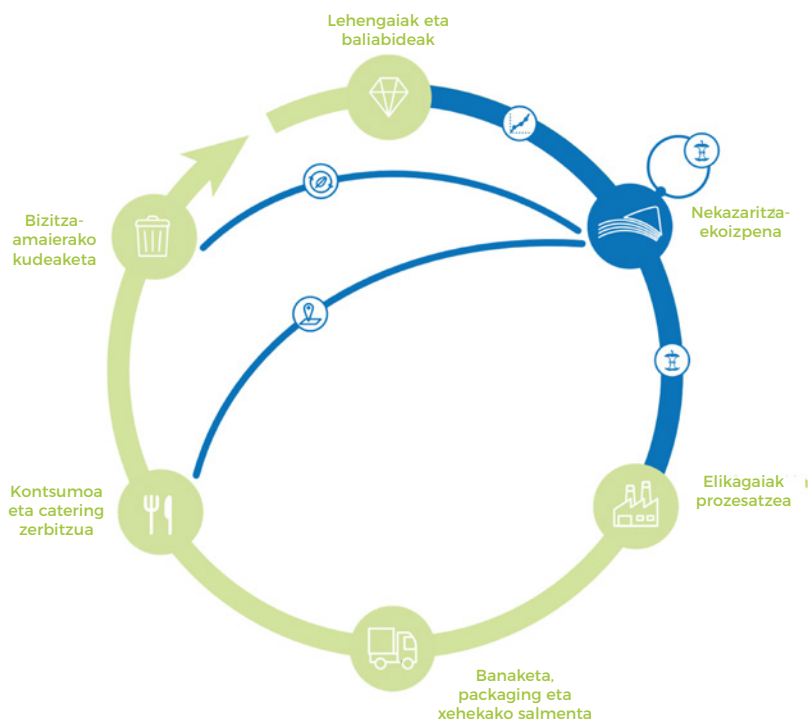 Lehengaiak eta
baliabideak
Nekazaritza-
ekoizpena
Elikagaiak
prozesatzea
Banaketa,
packaging eta
xehekako salmenta
Kontsumoa
eta catering
zerbitzua
Bizitza-
amaierako
kudeaketa